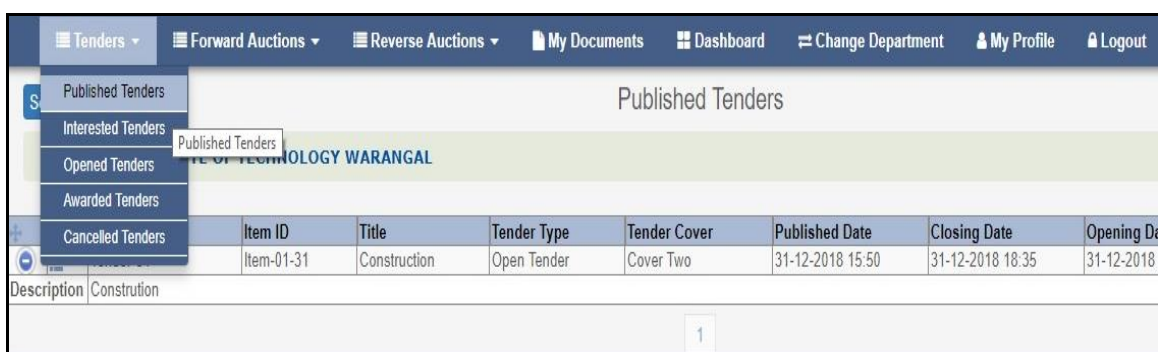 Tenders Forward Auctions Reverse Auctions My Documents Dashboard Change Department My Profile Logout
Published Tenders
Published Tenders
Interested Tenders
Published Tenders
OF TECHNOLOGY WARANGAL
Opened Tenders
Awarded Tenders
Cancelled Tenders
Item ID Title Tender Type Tender Cover Published Date Closing Date Opening
Item-01-31 Construction Open Tender Cover Two 31-12-2018 15:50 31-12-2018 18:35 31-12-2018
Description Constrution
1